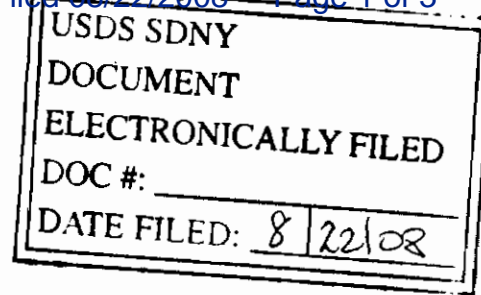 USDS SDNY
DOCUMENT
ELECTRONICALLY FILED
DOC #:
DATE FILED: 8/22/08